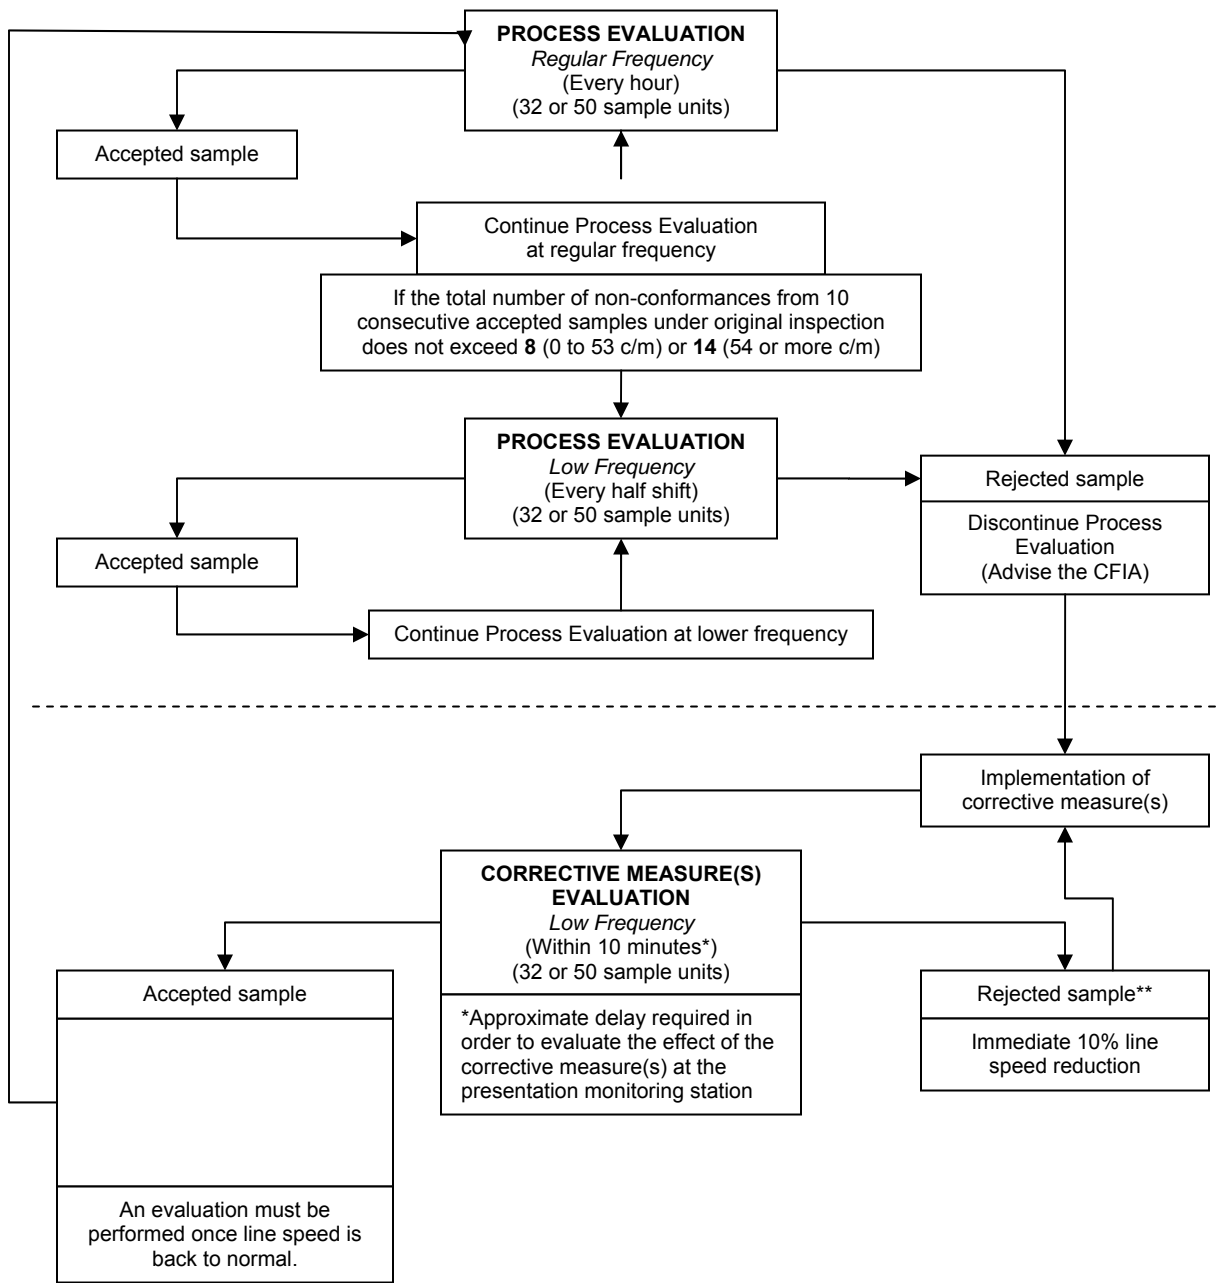 PROCESS EVALUATION
Regular Frequency
(Every hour)
(32 or 50 sample units)
Accepted sample
Continue Process Evaluation
at regular frequency
If the total number of non-conformances from 10
consecutive accepted samples under original inspection
does not exceed 8 (0 to 53 c/m) or 14 (54 or more c/m)
PROCESS EVALUATION
Low Frequency
(Every half shift)
(32 or 50 sample units)
Rejected sample
Discontinue Process
Evaluation
(Advise the CFIA)
Accepted sample
Continue Process Evaluation at lower frequency
Implementation of
corrective measure(s)
CORRECTIVE MEASURE(S)
EVALUATION
Low Frequency
(Within 10 minutes*)
(32 or 50 sample units)
*Approximate delay required in
order to evaluate the effect of the
corrective measure(s) at the
presentation monitoring station
Accepted sample
An evaluation must be
performed once line speed is
back to normal.
Rejected sample**
Immediate 10% line
speed reduction